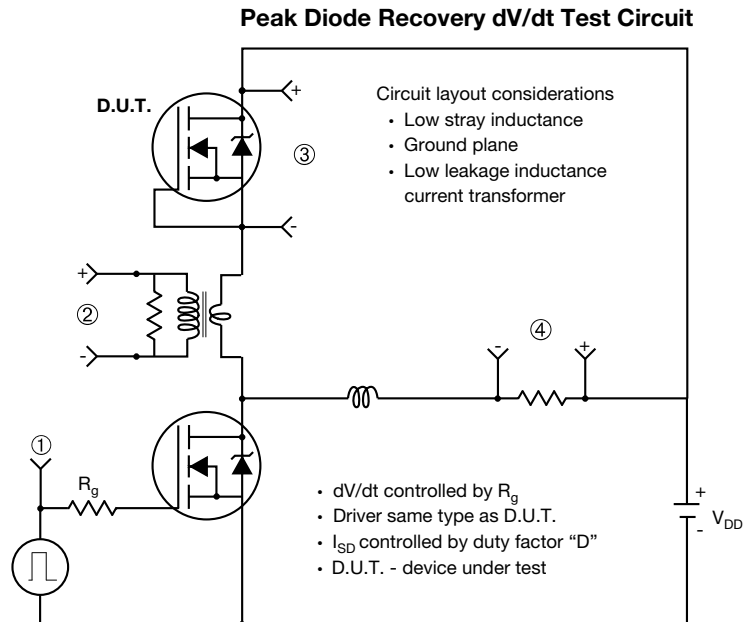 Peak Diode Recovery dV/dt Test Circuit
D.U.T.
+
-
③
Circuit layout considerations
• Low stray inductance
• Ground plane
• Low leakage inductance
current transformer
+
②
-
-
④
+
①
R_g
• dV/dt controlled by R_g
• Driver same type as D.U.T.
• I_SD controlled by duty factor “D”
• D.U.T. - device under test
+
-
V_DD